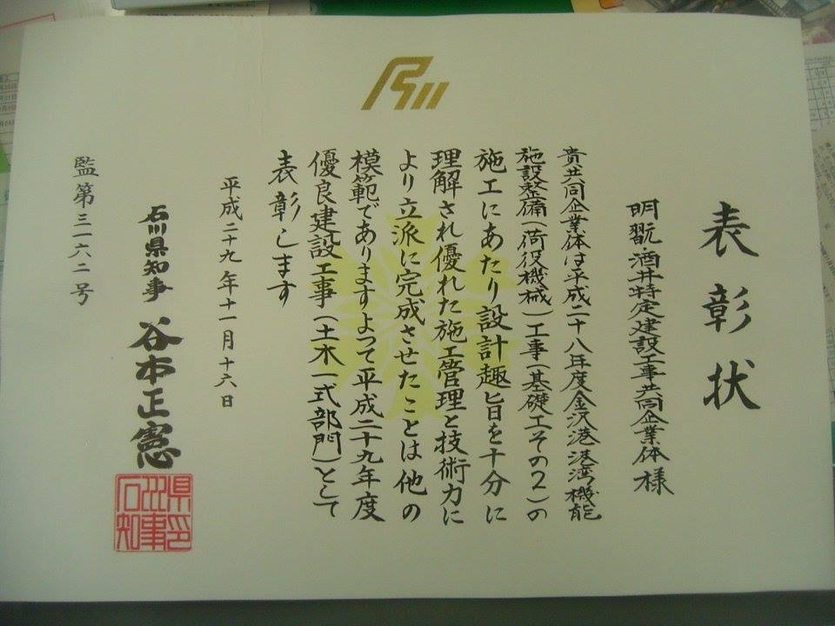 表彰状
明翫・酒井特定建設工事共同企業体 様
貴共同企業体は平成二十八年度金沢港港湾機能
施設整備(荷役機械)工事(基礎工その2)の
施工にあたり設計趣旨を十分に
理解され優れた施工管理と技術力に
より立派に完成させたことは他の
模範でありますよって平成二十九年度
優良建設工事(土木一式部門)として
表彰します
平成二十九年十一月十六日
石川県知事 谷本正憲
石川県知事印
監第三一六二号